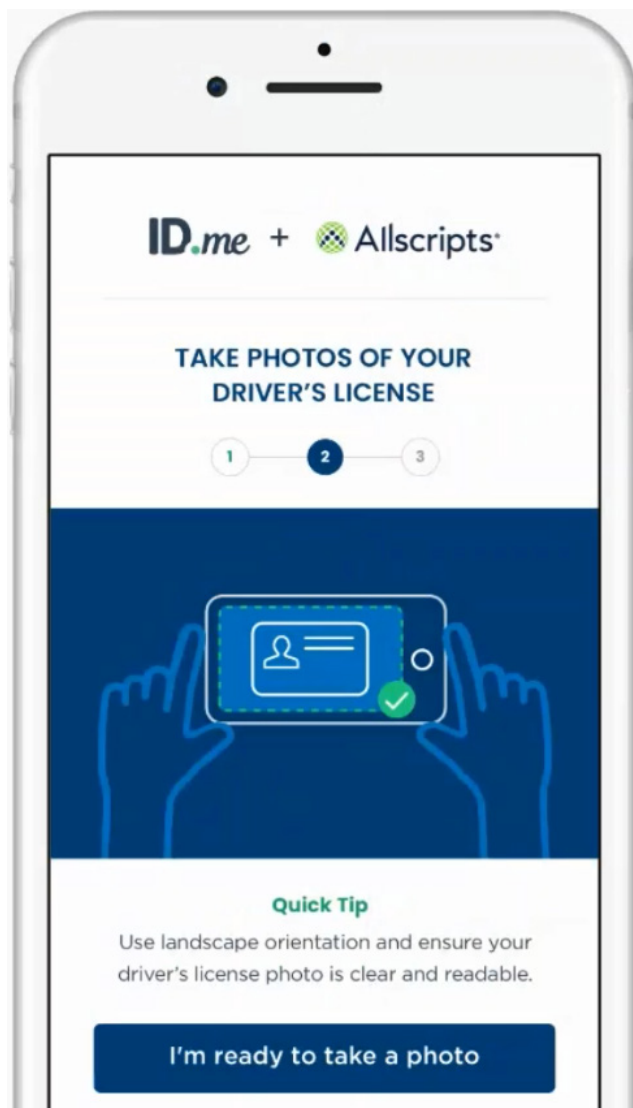 ID.me + Allscripts
TAKE PHOTOS OF YOUR
DRIVER'S LICENSE
1 2 3
Quick Tip
Use landscape orientation and ensure your
driver's license photo is clear and readable.
I'm ready to take a photo